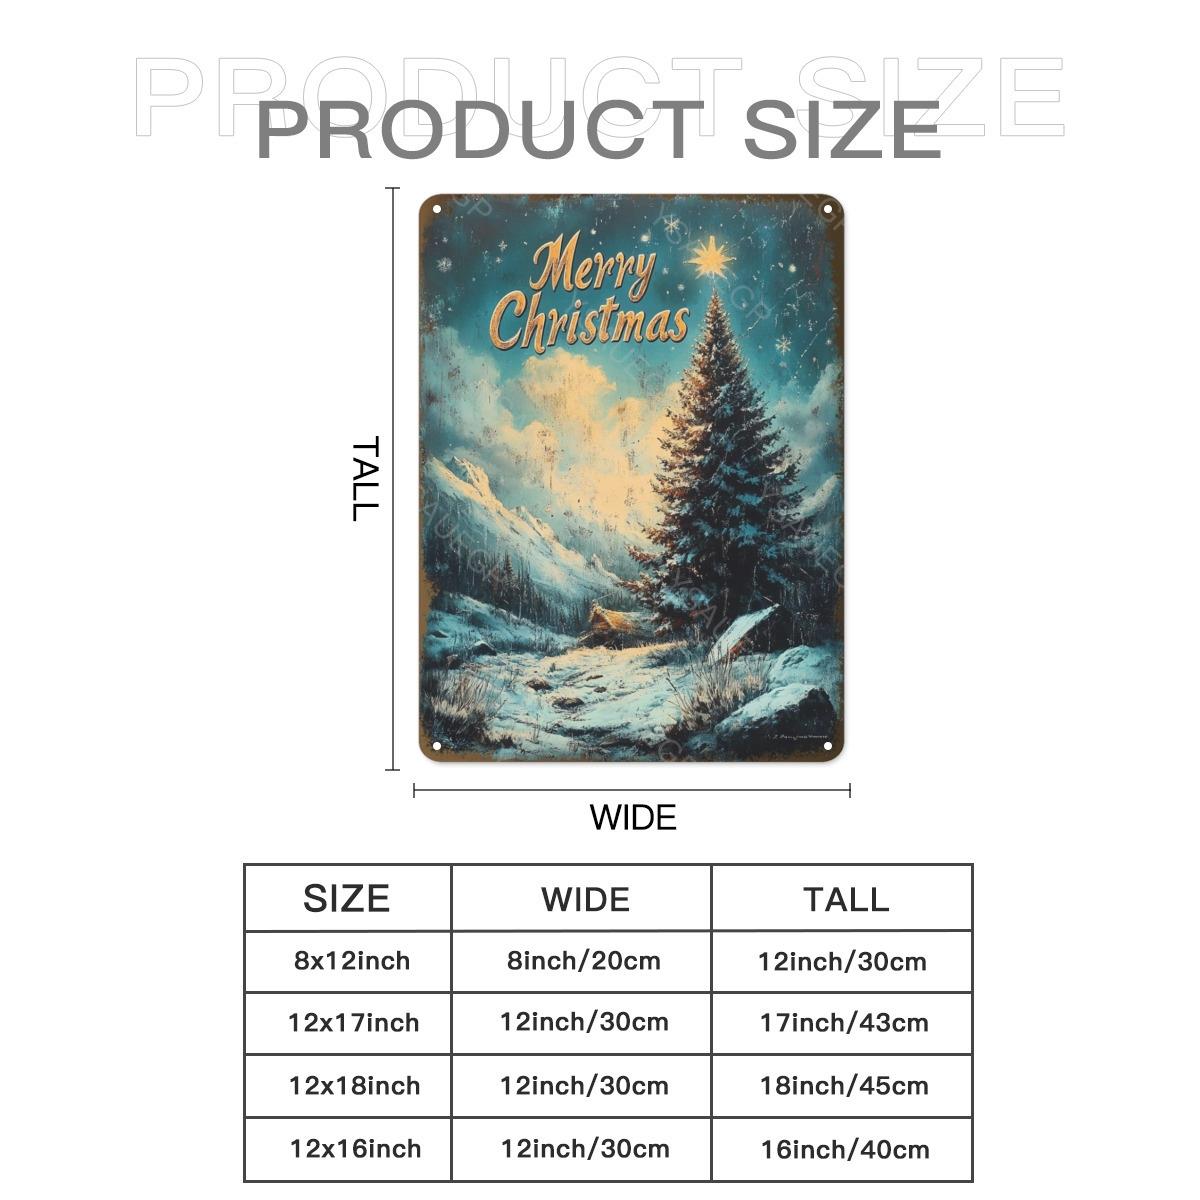 PRODUCT SIZE
PRODUCT SIZE
Merry
Christmas
TALL
WIDE
SIZE WIDE TALL
8x12inch 8inch/20cm 12inch/30cm
12x17inch 12inch/30cm 17inch/43cm
12x18inch 12inch/30cm 18inch/45cm
12x16inch 12inch/30cm 16inch/40cm